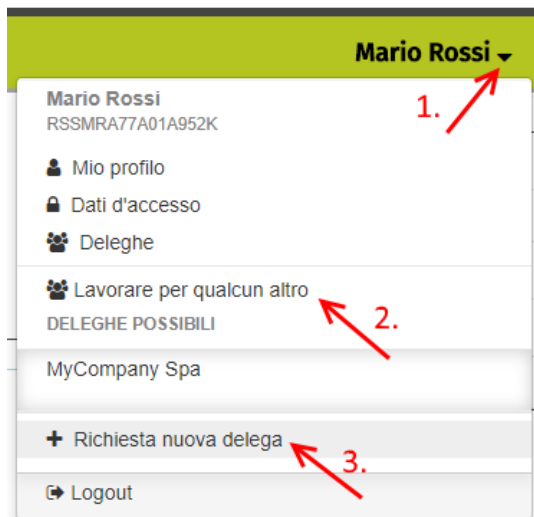 Mario Rossi
1.
Mario Rossi
RSSMRA77A01A952K
Mio profilo
Dati d'accesso
Deleghe
Lavorare per qualcun altro
2.
DELEGHE POSSIBILI
MyCompany Spa
Richiesta nuova delega
3.
Logout